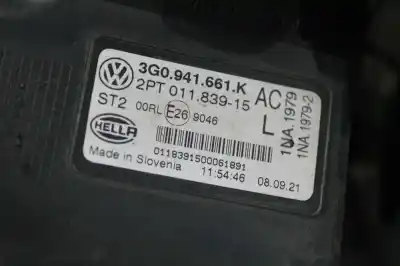 3G0.941.661.K
2PT 011.839-15 AC
ST2 00RL E26 9046 L
HELLA
0118391500061891
Made in Slovenia 11:54:46 08.09.21
1NA.1979
1NA.1979-2